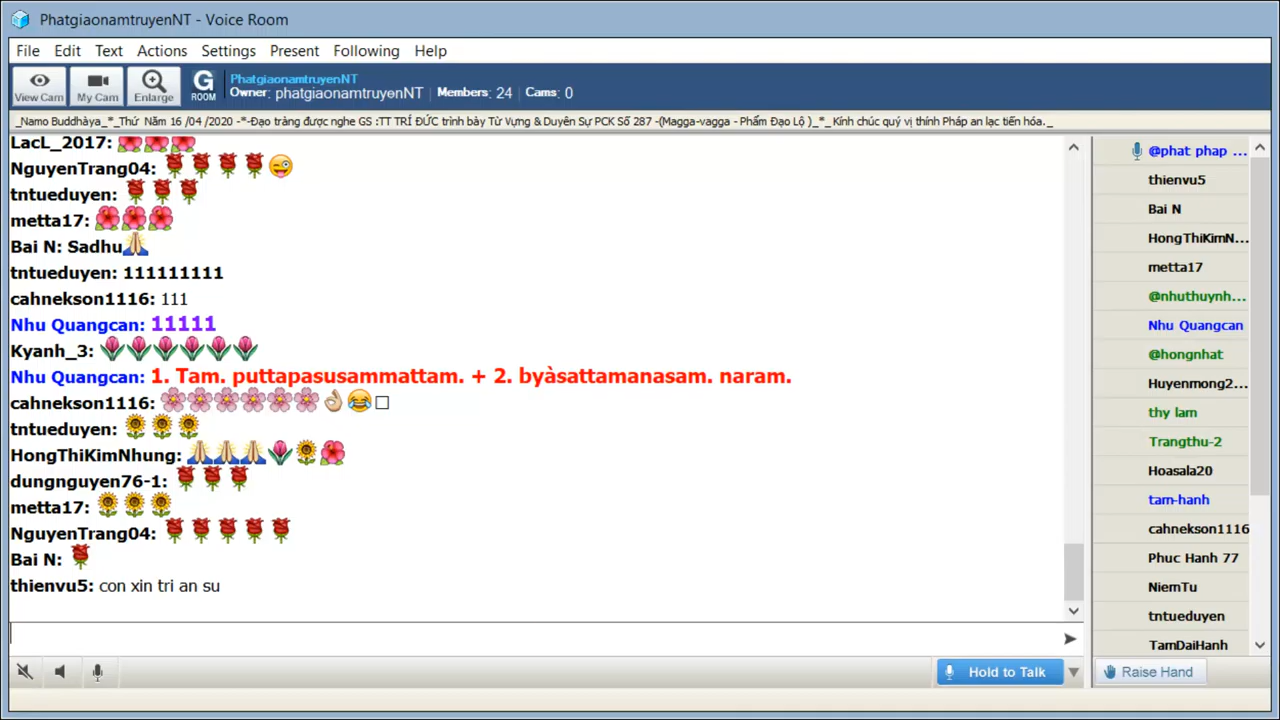 PhatgiaonamtruyenNT - Voice Room
File Edit Text Actions Settings Present Following Help
View Cam My Cam Enlarge G ROOM
PhatgiaonamtruyenNT
Owner: phatgiaonamtruyenNT | Members: 24 | Cams: 0
_Namo Buddhàya_*_Thứ Năm 16 /04 /2020 -*-Đạo tràng được nghe GS :TT TRÍ ĐỨC trình bày Từ Vựng & Duyên Sự PCK Số 287 -(Magga-vagga - Phẩm Đạo Lộ )_*_ Kính chúc quý vị thính Pháp an lạc tiến hóa._
LacL_2017: 🌺🌺🌺
NguyenTrang04: 🌹🌹🌹🌹😜
tntueduyen: 🌹🌹🌹
metta17: 🌺🌺🌺
Bai N: Sadhu🙏
tntueduyen: 111111111
cahnekson1116: 111
Nhu Quangcan: 11111
Kyanh_3: 🌷🌷🌷🌷🌷🌷
Nhu Quangcan: 1. Tam. puttapasusammattam. + 2. byàsattamanasam. naram.
cahnekson1116: 🌸🌸🌸🌸🌸🌸👌🏼😂□
tntueduyen: 🌻🌻🌻
HongThiKimNhung: 🙏🙏🙏🌷🌻🌺
dungnguyen76-1: 🌹🌹🌹
metta17: 🌻🌻🌻
NguyenTrang04: 🌹🌹🌹🌹🌹
Bai N: 🌹
thienvu5: con xin tri an su
@phat phap ...
thienvu5
Bai N
HongThiKimN...
metta17
@nhuthuynh...
Nhu Quangcan
@hongnhat
Huyenmong2...
thy lam
Trangthu-2
Hoasala20
tam-hanh
cahnekson1116
Phuc Hanh 77
NiemTu
tntueduyen
TamDaiHanh
Hold to Talk
Raise Hand